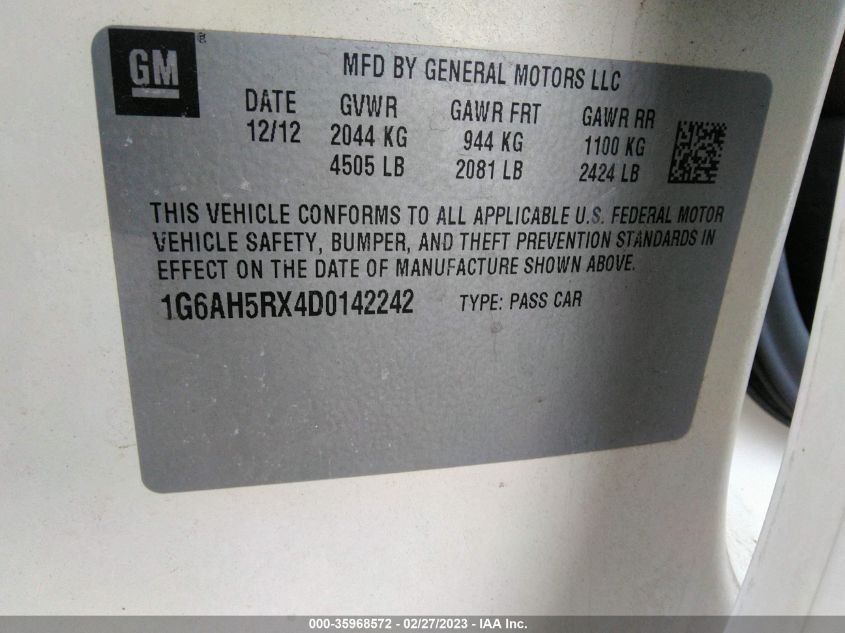 GM
MFD BY GENERAL MOTORS LLC
DATE GVWR GAWR FRT GAWR RR
12/12 2044 KG 944 KG 1100 KG
4505 LB 2081 LB 2424 LB
THIS VEHICLE CONFORMS TO ALL APPLICABLE U.S. FEDERAL MOTOR
VEHICLE SAFETY, BUMPER, AND THEFT PREVENTION STANDARDS IN
EFFECT ON THE DATE OF MANUFACTURE SHOWN ABOVE.
1G6AH5RX4D0142242 TYPE: PASS CAR
000-35968572 - 02/27/2023 - IAA Inc.